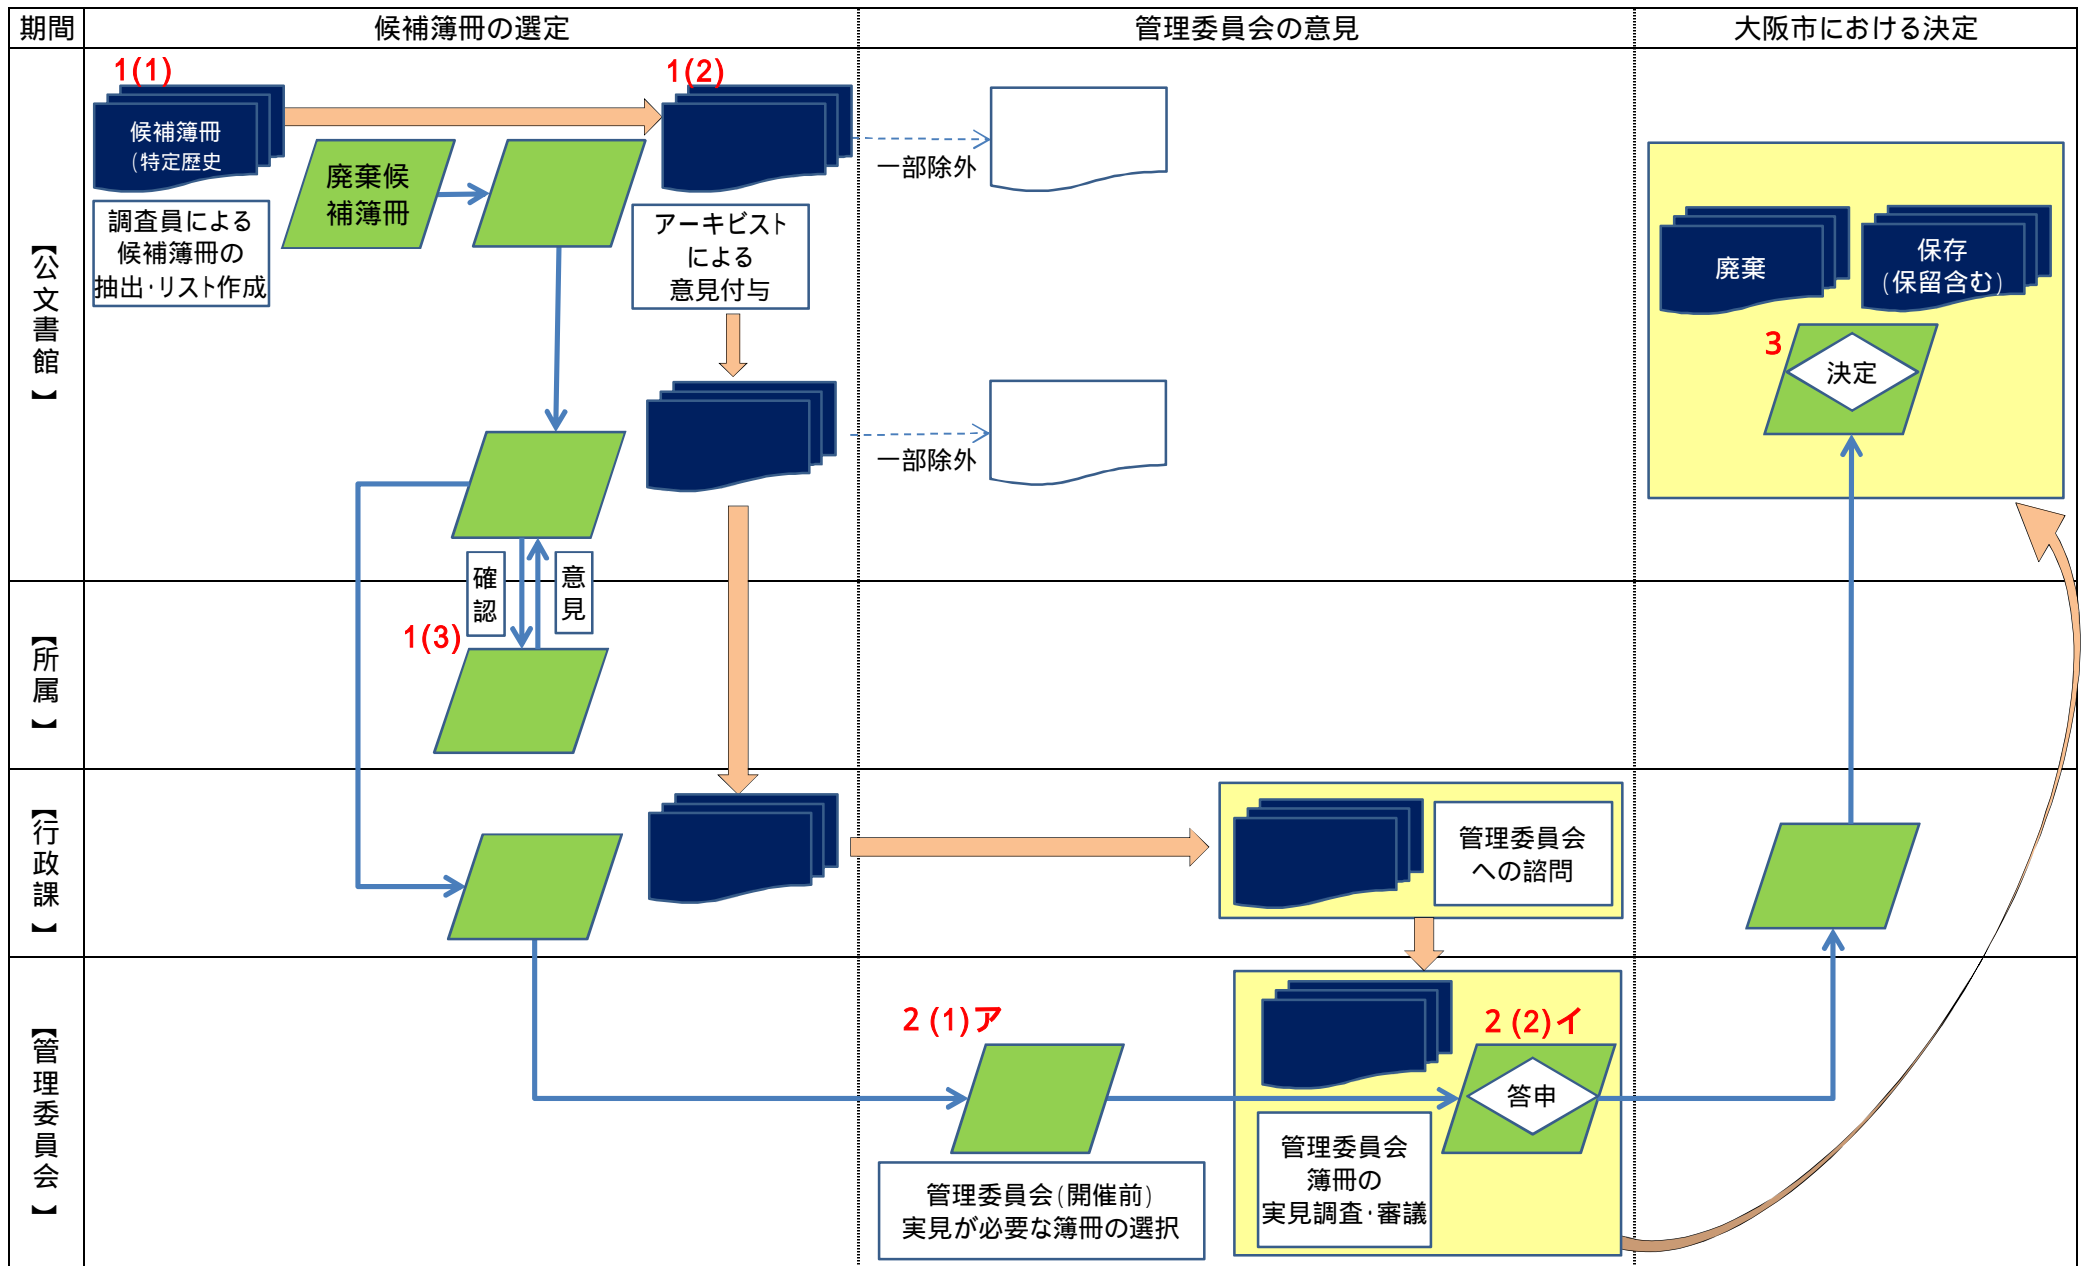 期間
候補簿冊の選定
管理委員会の意見
大阪市における決定
【公文書館】
1(1)
候補簿冊
(特定歴史
調査員による
候補簿冊の
抽出・リスト作成
廃棄候
補簿冊
1(2)
アーキビスト
による
意見付与
一部除外
一部除外
廃棄
保存
(保留含む)
3
決定
確認
意見
【所属】
1(3)
【行政課】
管理委員会
への諮問
【管理委員会】
2 (1)ア
管理委員会(開催前)
実見が必要な簿冊の選択
2 (2)イ
答申
管理委員会
簿冊の
実見調査・審議